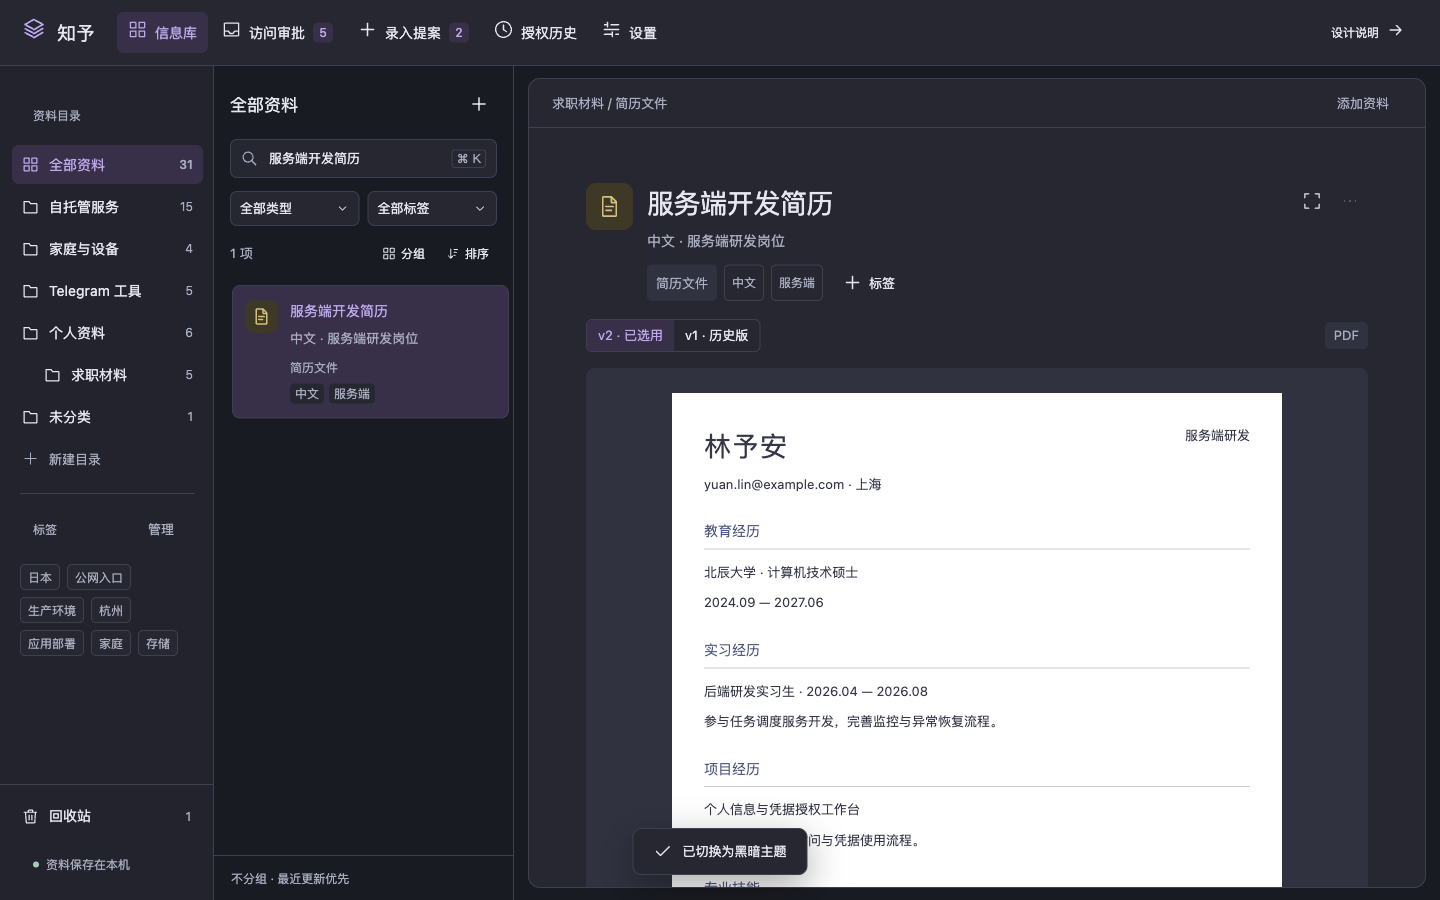 知予
信息库
访问审批 5
录入提案 2
授权历史
设置
设计说明
资料目录
全部资料 31
自托管服务 15
家庭与设备 4
Telegram 工具 5
个人资料 6
求职材料 5
未分类 1
新建目录
标签 管理
日本 公网入口
生产环境 杭州
应用部署 家庭 存储
回收站 1
资料保存在本机
全部资料
服务端开发简历 ⌘ K
全部类型 全部标签
1 项 分组 排序
服务端开发简历
中文 · 服务端研发岗位
简历文件
中文 服务端
不分组 · 最近更新优先
求职材料 / 简历文件 添加资料
服务端开发简历
中文 · 服务端研发岗位
简历文件 中文 服务端 标签
v2 · 已选用 v1 · 历史版 PDF
林予安 服务端研发
yuan.lin@example.com · 上海
教育经历
北辰大学 · 计算机技术硕士
2024.09 — 2027.06
实习经历
后端研发实习生 · 2026.04 — 2026.08
参与任务调度服务开发，完善监控与异常恢复流程。
项目经历
个人信息与凭据授权工作台
问与凭据使用流程。
已切换为黑暗主题